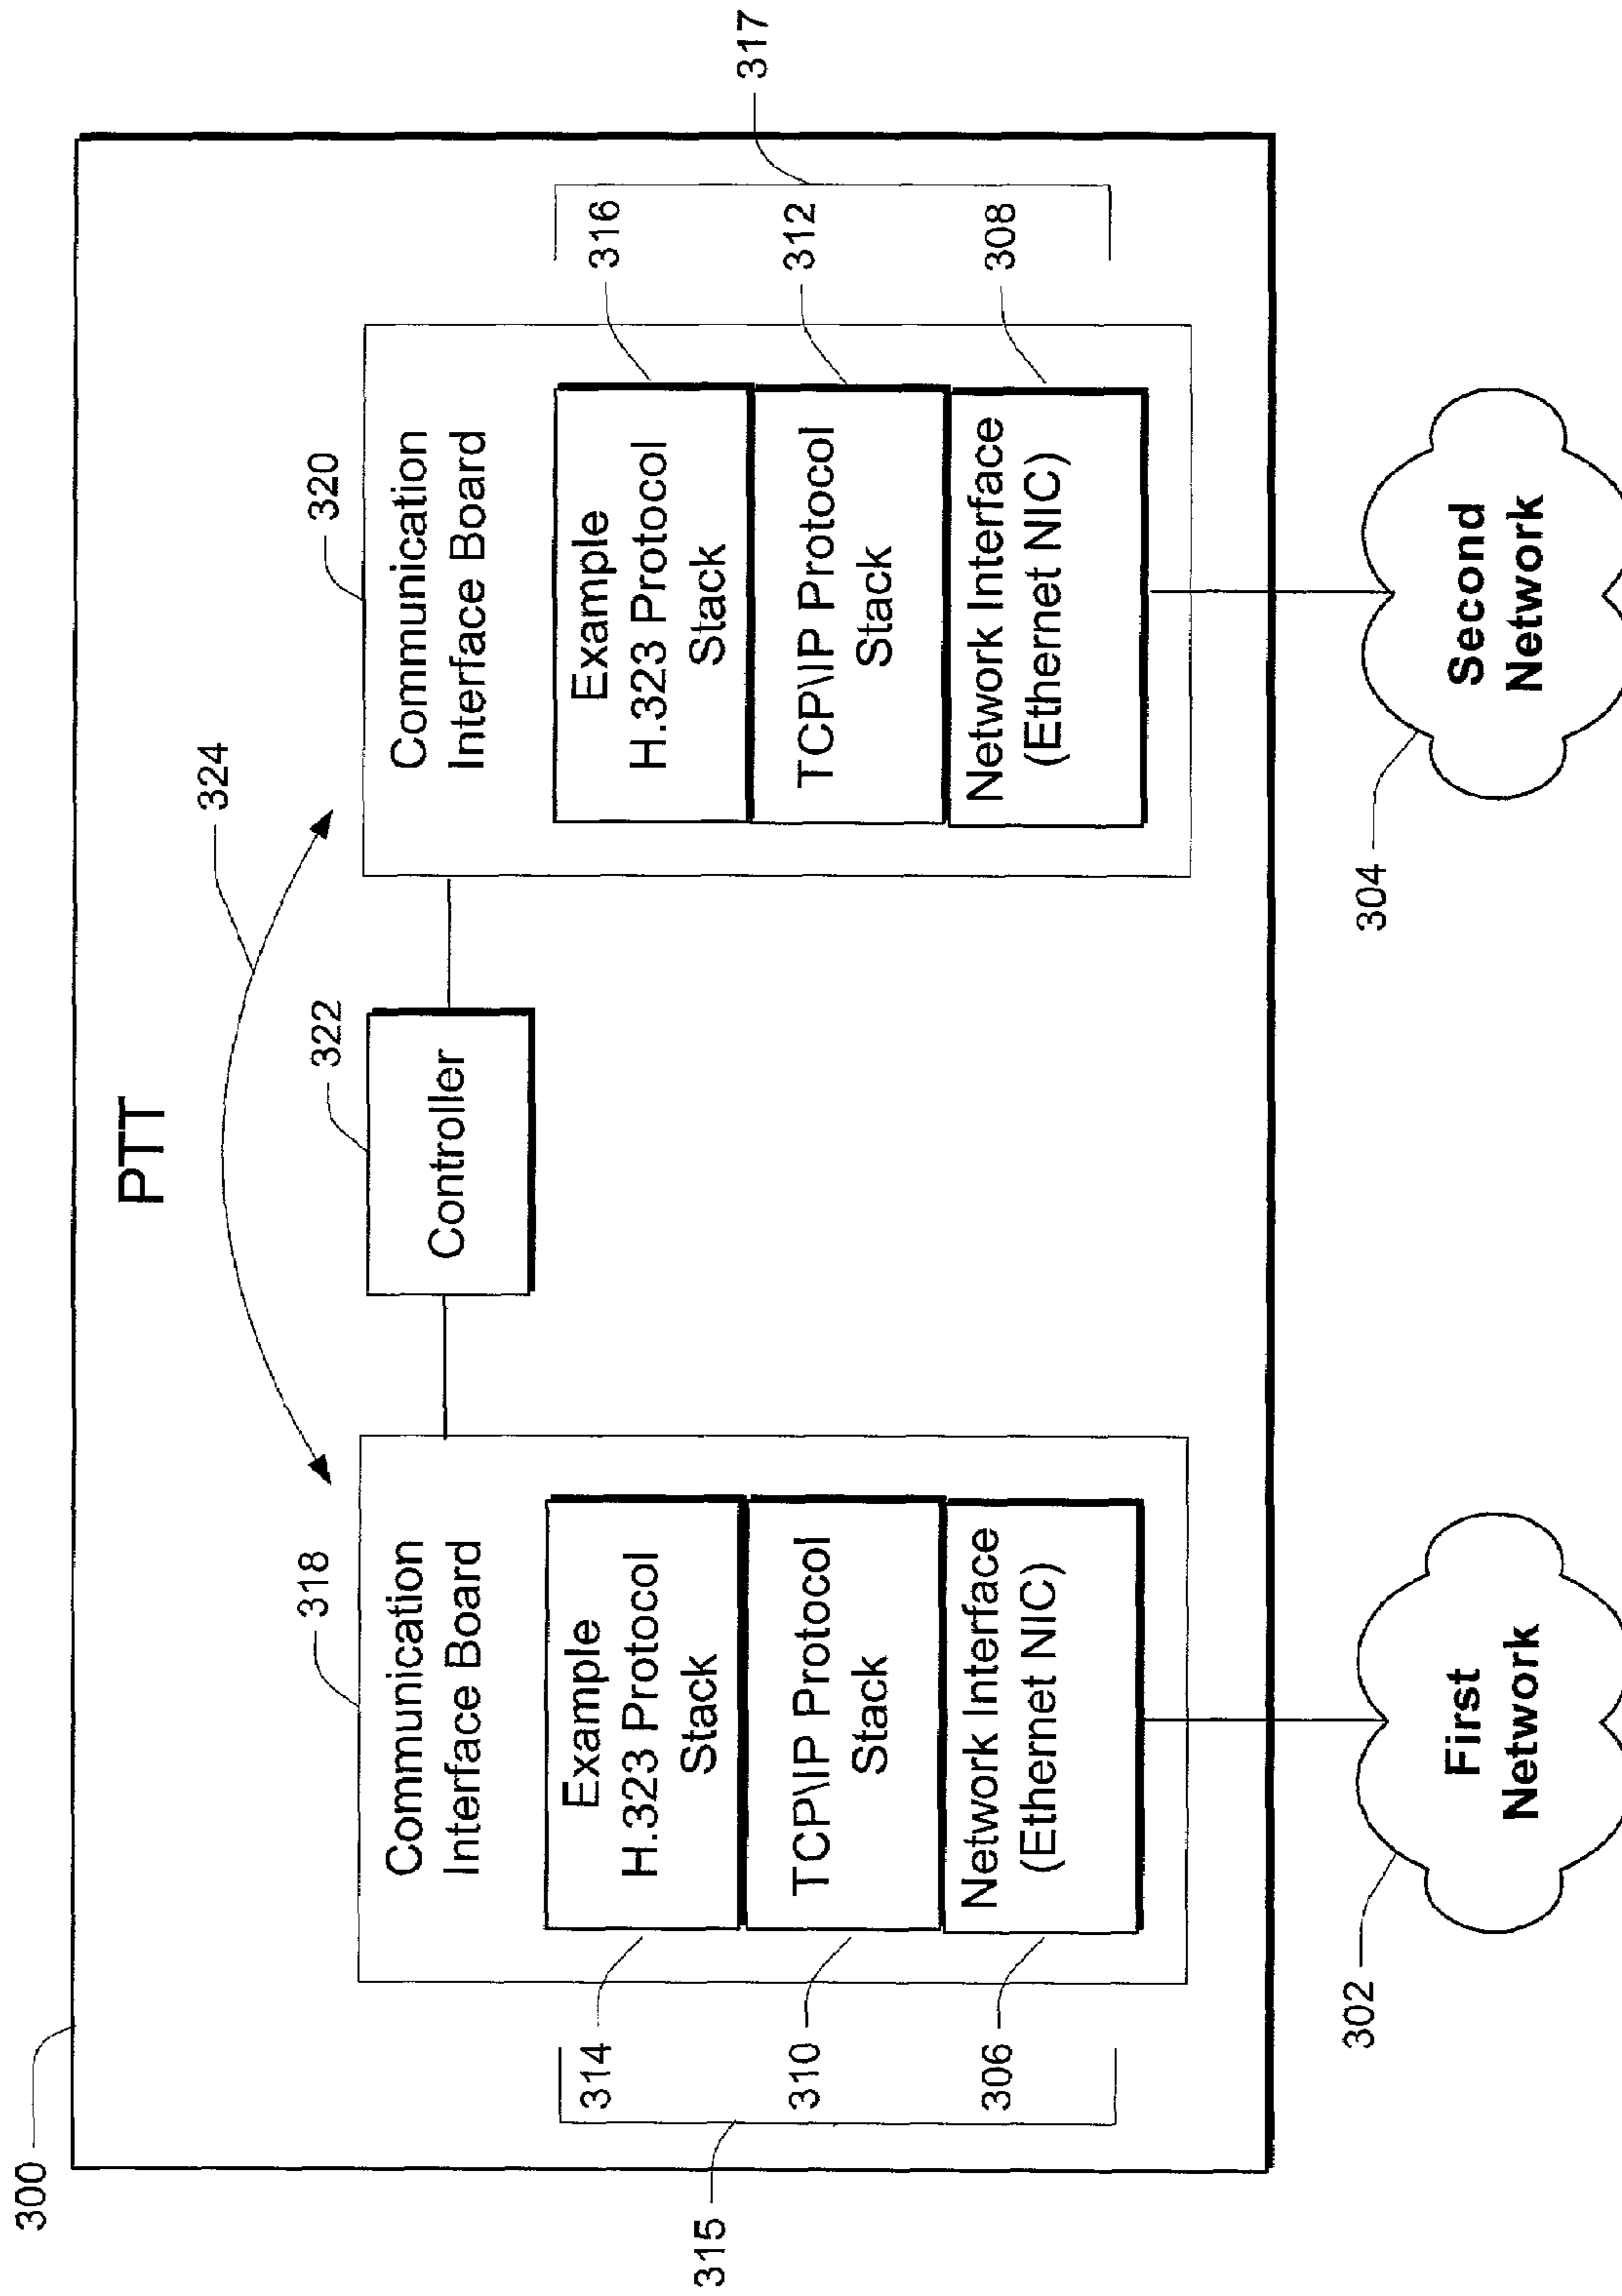 300
PTT
324
318
322
320
Communication
Interface Board
Controller
Communication
Interface Board
315
314
Example
H.323 Protocol
Stack
Example
H.323 Protocol
Stack
316
317
310
TCP\IP Protocol
Stack
TCP\IP Protocol
Stack
312
306
Network Interface
(Ethernet NIC)
Network Interface
(Ethernet NIC)
308
302
First
Network
304
Second
Network